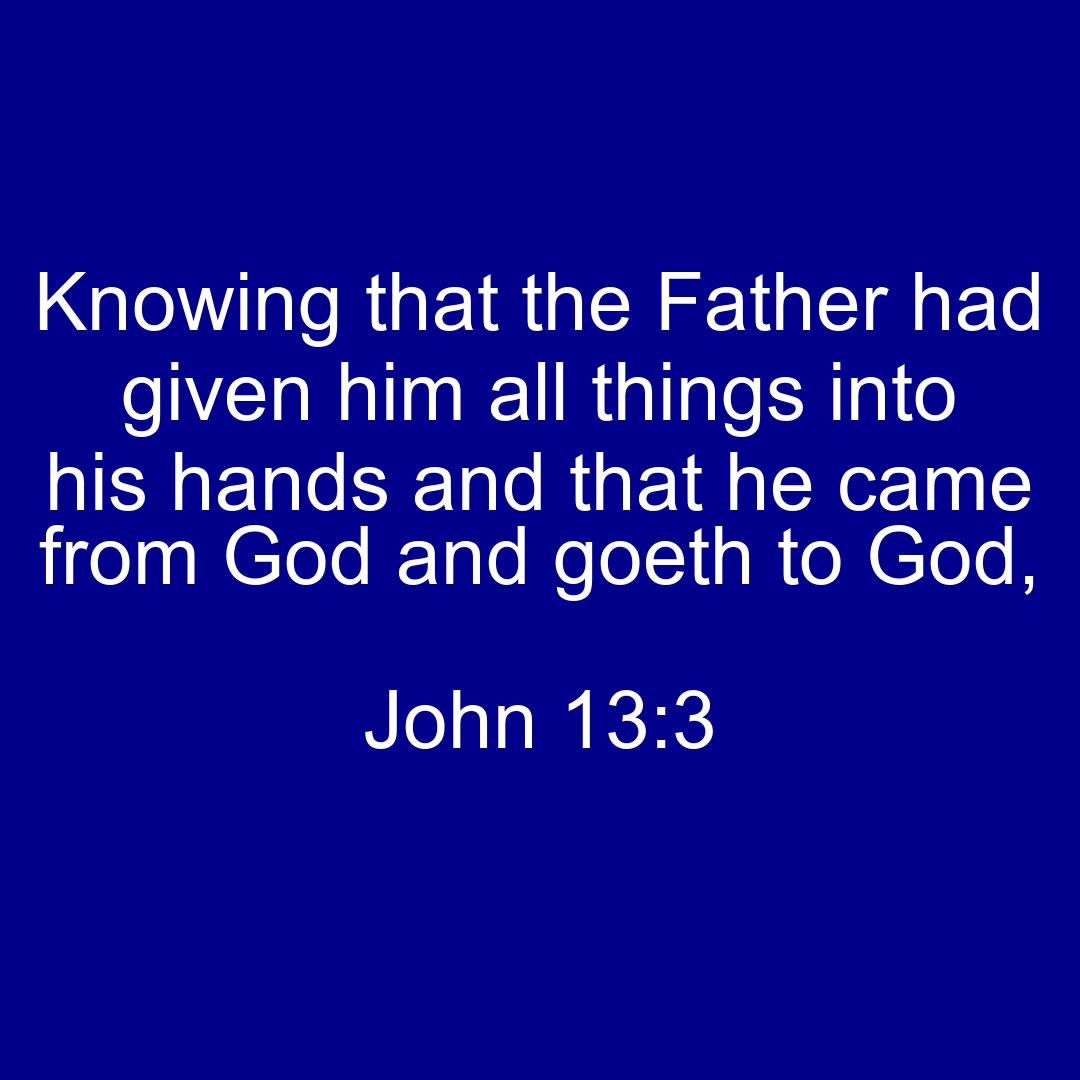 Knowing that the Father had
given him all things into
his hands and that he came
from God and goeth to God,
John 13:3